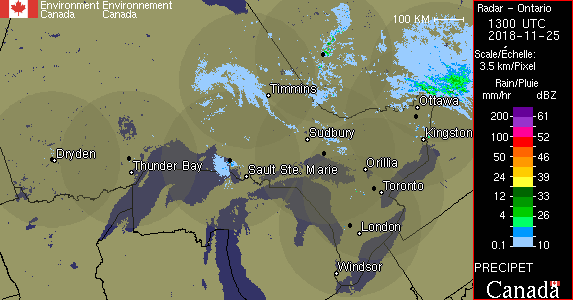 Environment Environnement
Canada Canada
100 KM
Timmins
Ottawa
Sudbury
Kingston
Dryden
Thunder Bay
Sault Ste. Marie
Orillia
Toronto
London
Windsor
Radar - Ontario
1300 UTC
2018-11-25
Scale/Échelle:
3.5 km/Pixel
Rain/Pluie
mm/hr dBZ
200 61
100 52
50 46
24 39
12 33
4 26
0.1 10
PRECIPET
Canada